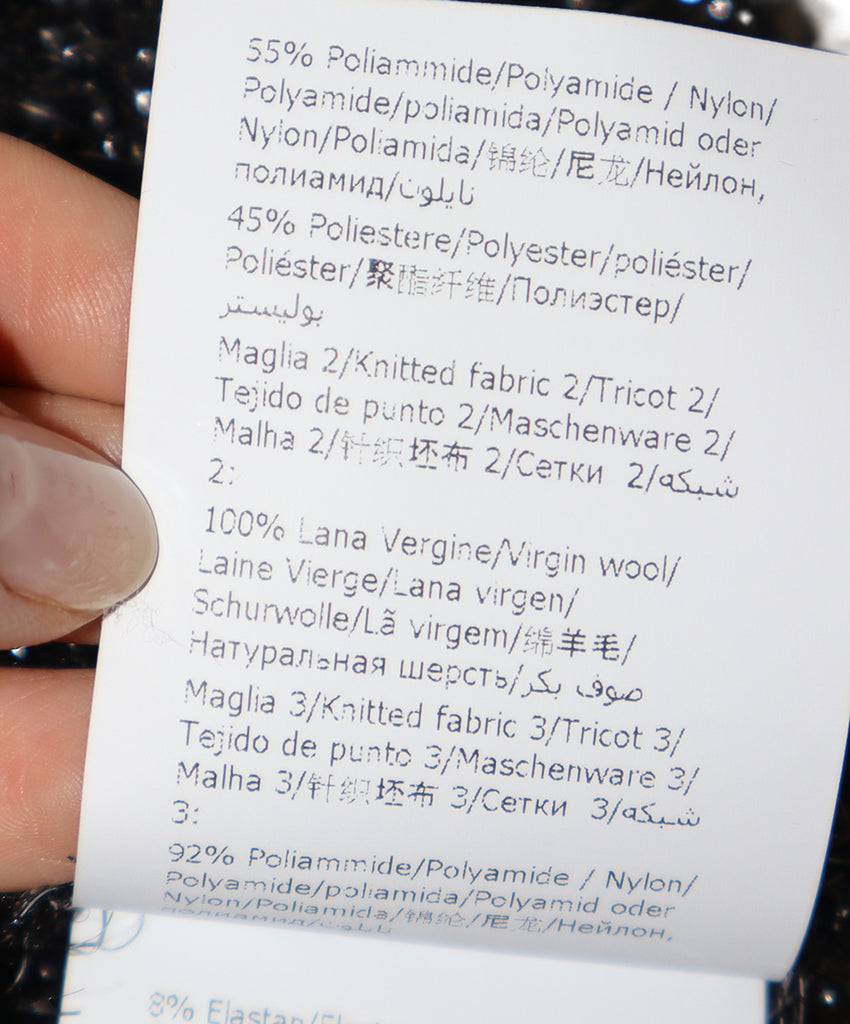 55% Poliammide/Polyamide / Nylon/
Polyamide/poliamida/Polyamid oder
Nylon/Poliamida/锦纶/尼龙/Нейлон,
полиамид/نايلون
45% Poliestere/Polyester/poliéster/
Poliéster/聚酯纤维/Полиэстер/
بوليستر
Maglia 2/Knitted fabric 2/Tricot 2/
Tejido de punto 2/Maschenware 2/
Malha 2/针织坯布 2/Сетки 2/شبكه
2:
100% Lana Vergine/Virgin wool/
Laine Vierge/Lana virgen/
Schurwolle/Lã virgem/绵羊毛/
Натуральная шерсть/صوف بكر
Maglia 3/Knitted fabric 3/Tricot 3/
Tejido de punto 3/Maschenware 3/
Malha 3/针织坯布 3/Сетки 3/شبكه
3:
92% Poliammide/Polyamide / Nylon/
Polyamide/poliamida/Polyamid oder
Nylon/Poliamida/锦纶/尼龙/Нейлон,
полиамид/نايلون
8% Elastan/